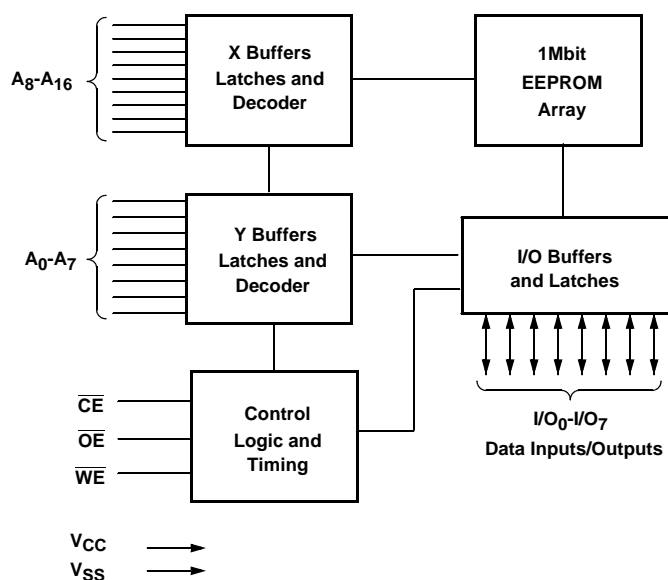 X Buffers
Latches and
Decoder
1Mbit
EEPROM
Array
A8-A16
Y Buffers
Latches and
Decoder
A0-A7
I/O Buffers
and Latches
CE
OE
WE
Control
Logic and
Timing
I/O0-I/O7
Data Inputs/Outputs
VCC
VSS